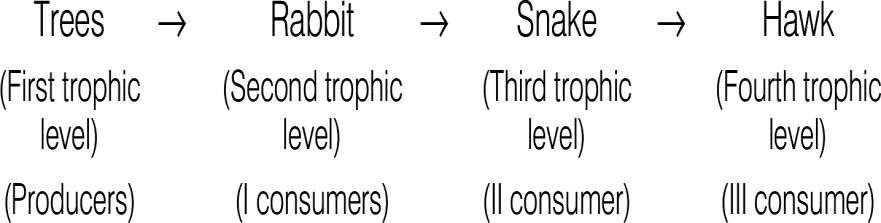 Trees → Rabbit → Snake → Hawk
(First trophic (Second trophic (Third trophic (Fourth trophic
level) level) level) level)
(Producers) (I consumers) (II consumer) (III consumer)